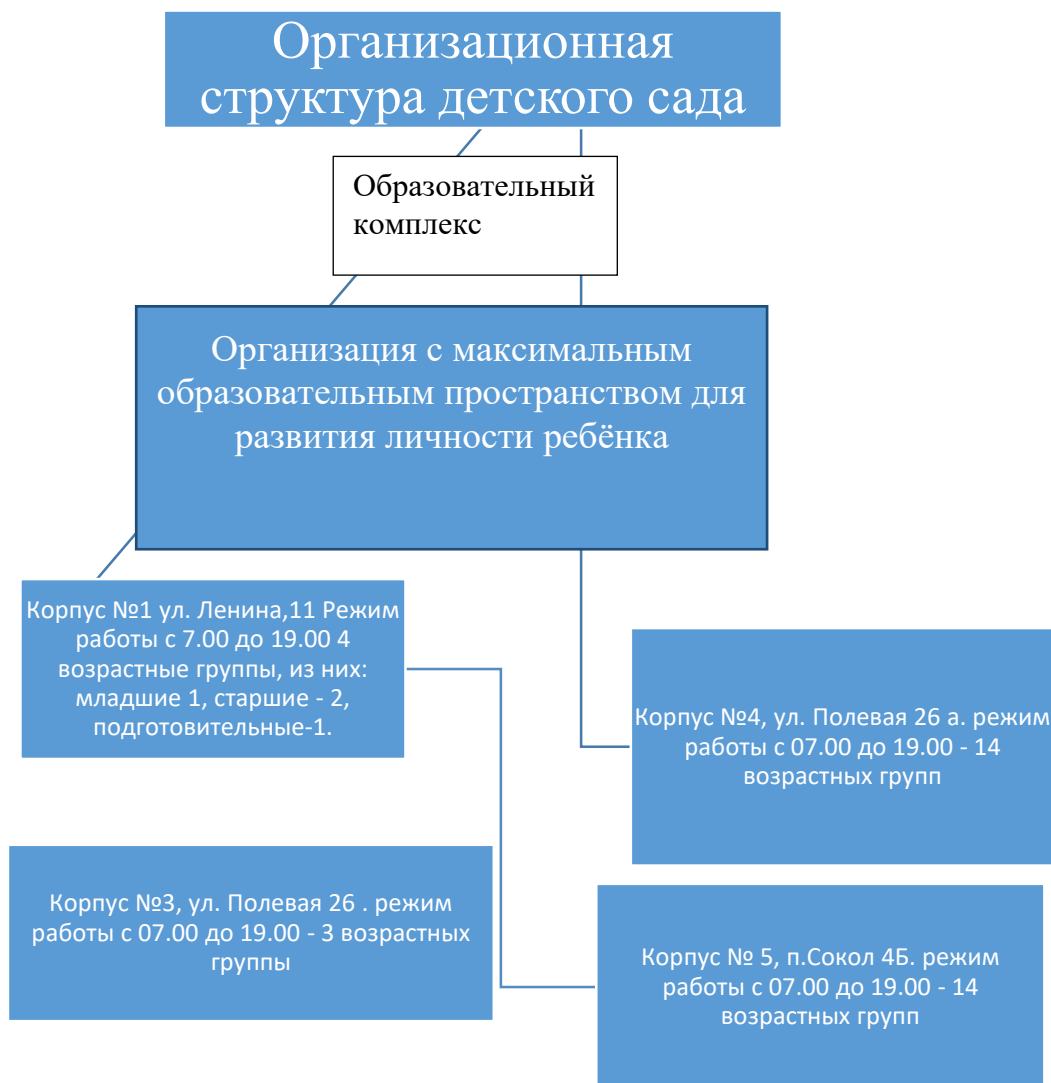 Организационная
структура детского сада
Образовательный
комплекс
Организация с максимальным
образовательным пространством для
развития личности ребёнка
Корпус №1 ул. Ленина,11 Режим
работы с 7.00 до 19.00 4
возрастные группы, из них:
младшие 1, старшие - 2,
подготовительные-1.
Корпус №4, ул. Полевая 26 а. режим
работы с 07.00 до 19.00 - 14
возрастных групп
Корпус №3, ул. Полевая 26 . режим
работы с 07.00 до 19.00 - 3 возрастных
группы
Корпус № 5, п.Сокол 4Б. режим
работы с 07.00 до 19.00 - 14
возрастных групп